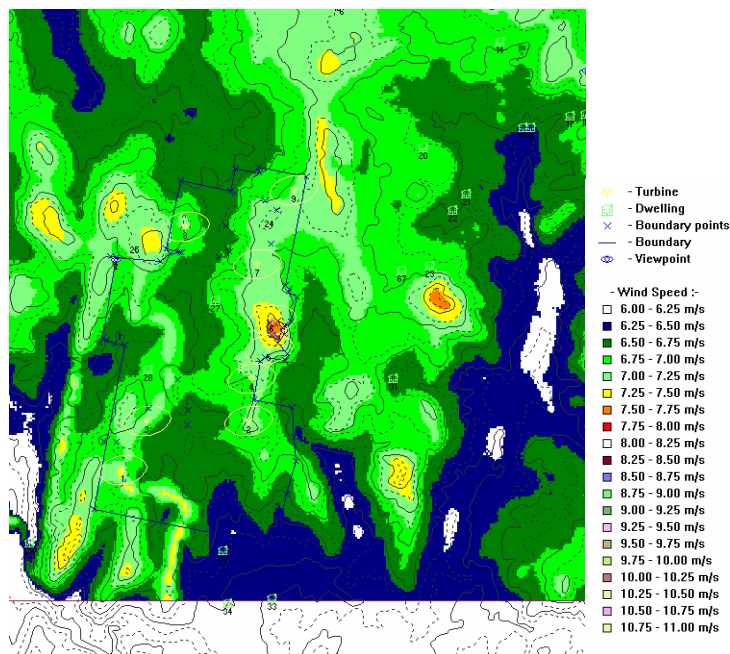 14
20
21
22
9
24
8
26
7
67
23
27
28
31
1
34
33
- Turbine
- Dwelling
- Boundary points
- Boundary
- Viewpoint
- Wind Speed :-
6.00 - 6.25 m/s
6.25 - 6.50 m/s
6.50 - 6.75 m/s
6.75 - 7.00 m/s
7.00 - 7.25 m/s
7.25 - 7.50 m/s
7.50 - 7.75 m/s
7.75 - 8.00 m/s
8.00 - 8.25 m/s
8.25 - 8.50 m/s
8.50 - 8.75 m/s
8.75 - 9.00 m/s
9.00 - 9.25 m/s
9.25 - 9.50 m/s
9.50 - 9.75 m/s
9.75 - 10.00 m/s
10.00 - 10.25 m/s
10.25 - 10.50 m/s
10.50 - 10.75 m/s
10.75 - 11.00 m/s